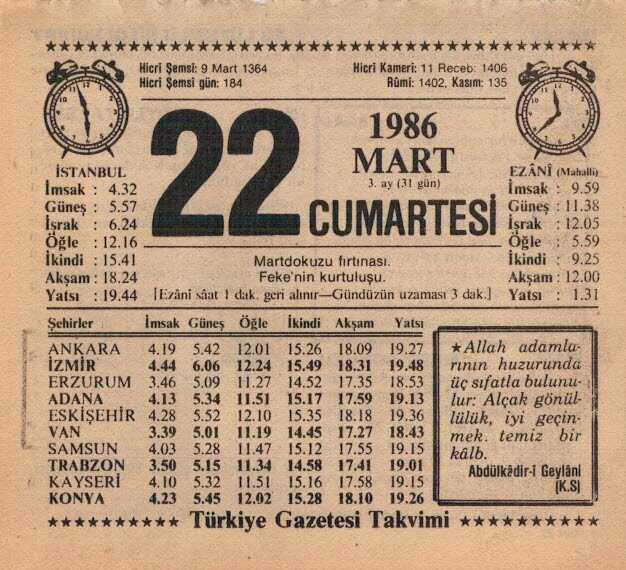 Hicrî Şemsi: 9 Mart 1364
Hicrî Şemsi gün: 184
Hicri Kameri: 11 Receb: 1406
Rûmi: 1402, Kasım: 135
22
1986
MART
3. ay (31 gün)
CUMARTESİ
İSTANBUL
İmsak : 4.32
Güneş : 5.57
İşrak : 6.24
Öğle : 12.16
İkindi : 15.41
Akşam : 18.24
Yatsı : 19.44
EZÂNÎ (Mahalli)
İmsak : 9.59
Güneş : 11.38
İşrak : 12.05
Öğle : 5.59
İkindi : 9.25
Akşam : 12.00
Yatsı : 1.31
Martdokuzu fırtınası.
Feke'nin kurtuluşu.
[Ezânî sâat 1 dak. geri alınır—Gündüzün uzaması 3 dak.]
Şehirler İmsak Güneş Öğle İkindi Akşam Yatsı
ANKARA 4.19 5.42 12.01 15.26 18.09 19.27
İZMİR 4.44 6.06 12.24 15.49 18.31 19.48
ERZURUM 3.46 5.09 11.27 14.52 17.35 18.53
ADANA 4.13 5.34 11.51 15.17 17.59 19.13
ESKİŞEHİR 4.28 5.52 12.10 15.35 18.18 19.36
VAN 3.39 5.01 11.19 14.45 17.27 18.43
SAMSUN 4.03 5.28 11.47 15.12 17.55 19.15
TRABZON 3.50 5.15 11.34 14.58 17.41 19.01
KAYSERİ 4.10 5.32 11.51 15.16 17.58 19.15
KONYA 4.23 5.45 12.02 15.28 18.10 19.26
★Allah adamla-
rının huzurunda
üç sıfatla bulunu-
lur: Alçak gönül-
lülük, iyi geçin-
mek, temiz bir
kâlb.
Abdülkâdir-i Geylâni
(K.S)
Türkiye Gazetesi Takvimi